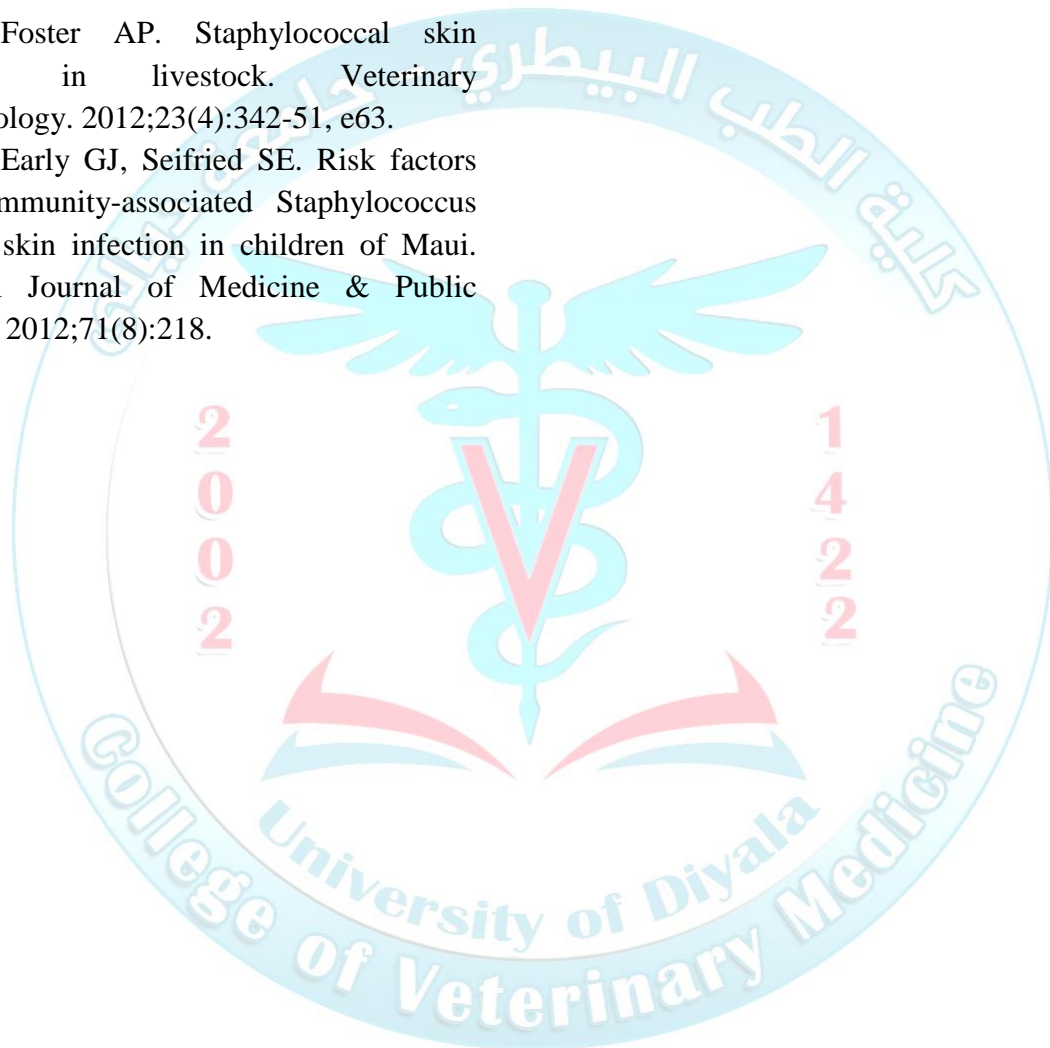 Foster AP. Staphylococcal skin
in livestock. Veterinary
ology. 2012;23(4):342-51, e63.
Early GJ, Seifried SE. Risk factors
mmunity-associated Staphylococcus
skin infection in children of Maui.
Journal of Medicine & Public
2012;71(8):218.
كلية الطب البيطري - جامعة ديالى
2002
1422
V
University of Diyala
College of Veterinary Medicine